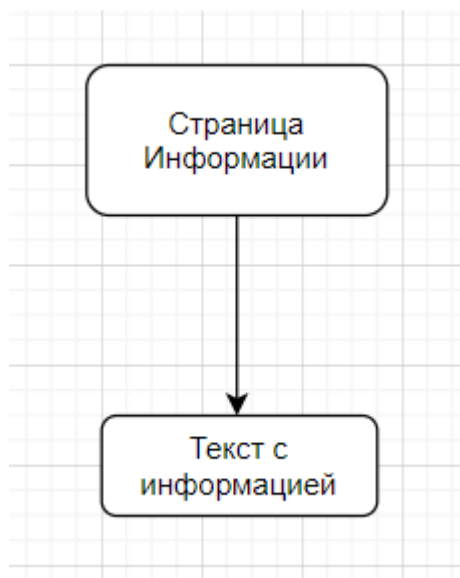 Страница
Информации
Текст с
информацией